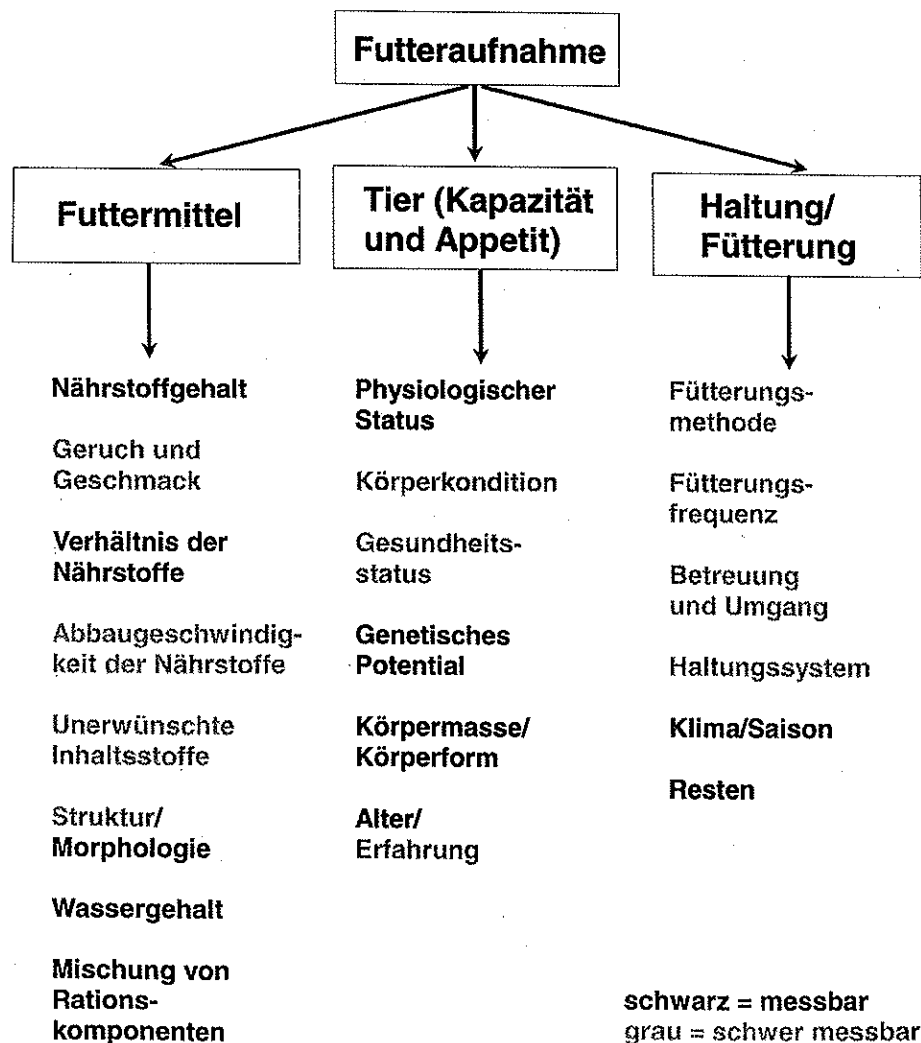 Futteraufnahme
Futtermittel
Tier (Kapazität
und Appetit)
Haltung/
Fütterung
Nährstoffgehalt
Geruch und
Geschmack
Verhältnis der
Nährstoffe
Abbaugeschwindig-
keit der Nährstoffe
Unerwünschte
Inhaltsstoffe
Struktur/
Morphologie
Wassergehalt
Mischung von
Rations-
komponenten
Physiologischer
Status
Körperkondition
Gesundheits-
status
Genetisches
Potential
Körpermasse/
Körperform
Alter/
Erfahrung
Fütterungs-
methode
Fütterungs-
frequenz
Betreuung
und Umgang
Haltungssystem
Klima/Saison
Resten
schwarz = messbar
grau = schwer messbar